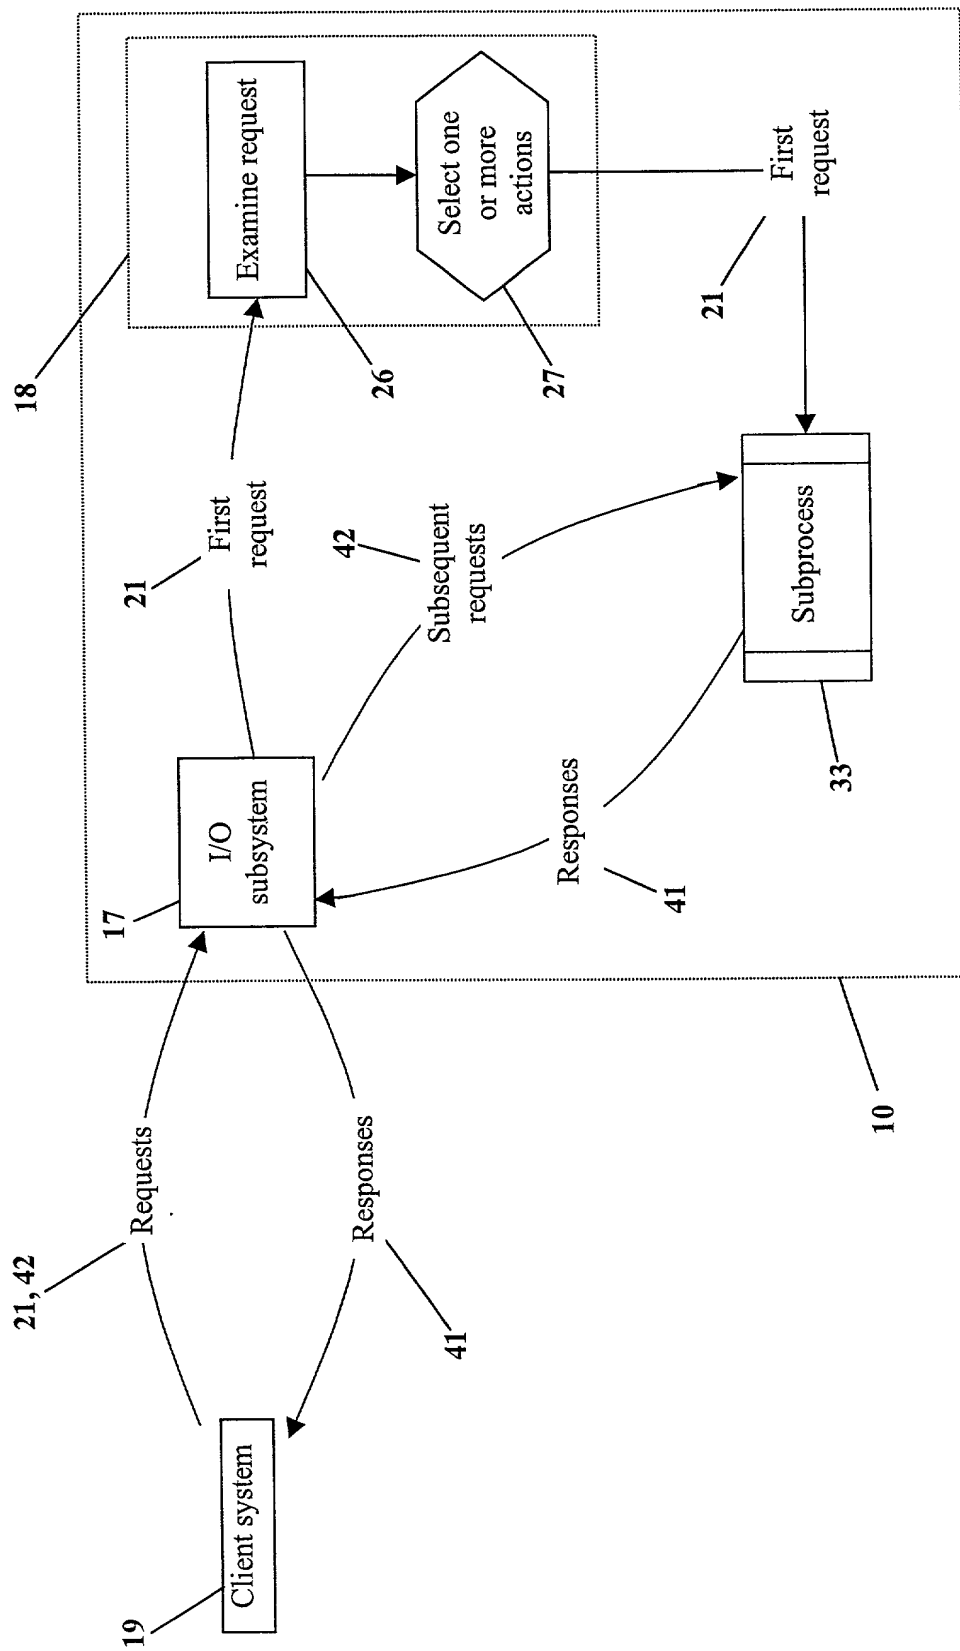 19
Client system
21, 42
Requests
Responses
41
10
17
I/O
subsystem
21
First
request
42
Subsequent
requests
Responses
41
18
Examine request
26
Select one
or more
actions
27
First
request
21
Subprocess
33